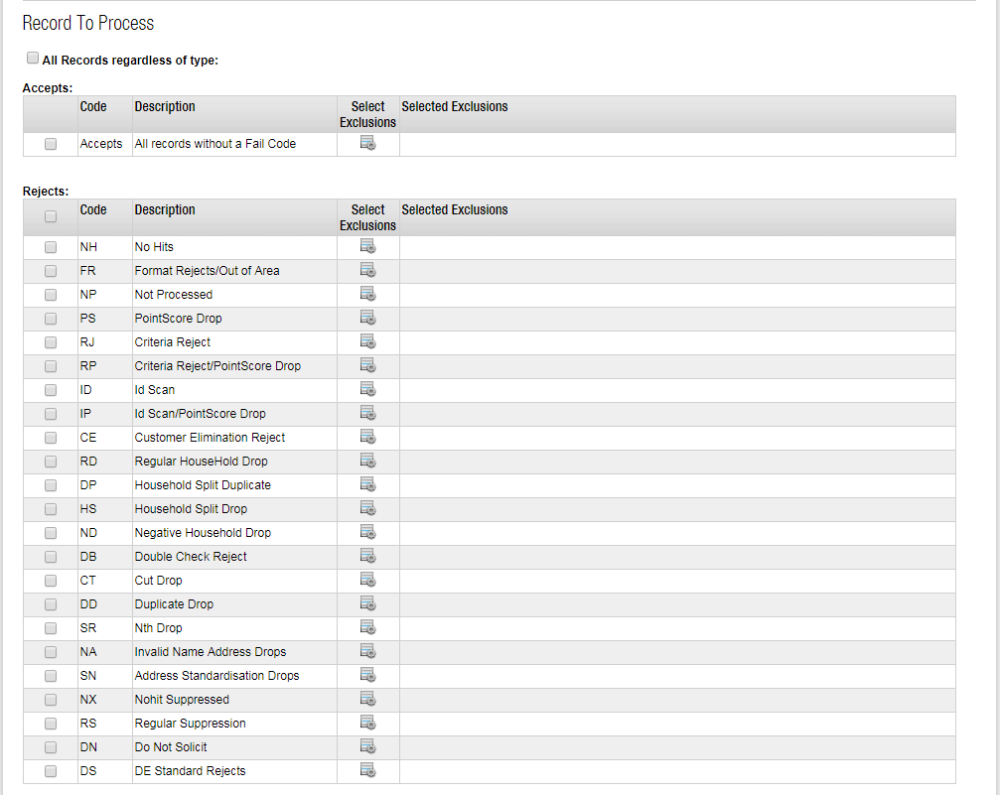 Record To Process
All Records regardless of type:
Accepts:
Code Description Select Exclusions Selected Exclusions
Accepts All records without a Fail Code
Rejects:
Code Description Select Exclusions Selected Exclusions
NH No Hits
FR Format Rejects/Out of Area
NP Not Processed
PS PointScore Drop
RJ Criteria Reject
RP Criteria Reject/PointScore Drop
ID Id Scan
IP Id Scan/PointScore Drop
CE Customer Elimination Reject
RD Regular HouseHold Drop
DP Household Split Duplicate
HS Household Split Drop
ND Negative Household Drop
DB Double Check Reject
CT Cut Drop
DD Duplicate Drop
SR Nth Drop
NA Invalid Name Address Drops
SN Address Standardisation Drops
NX Nohit Suppressed
RS Regular Suppression
DN Do Not Solicit
DS DE Standard Rejects